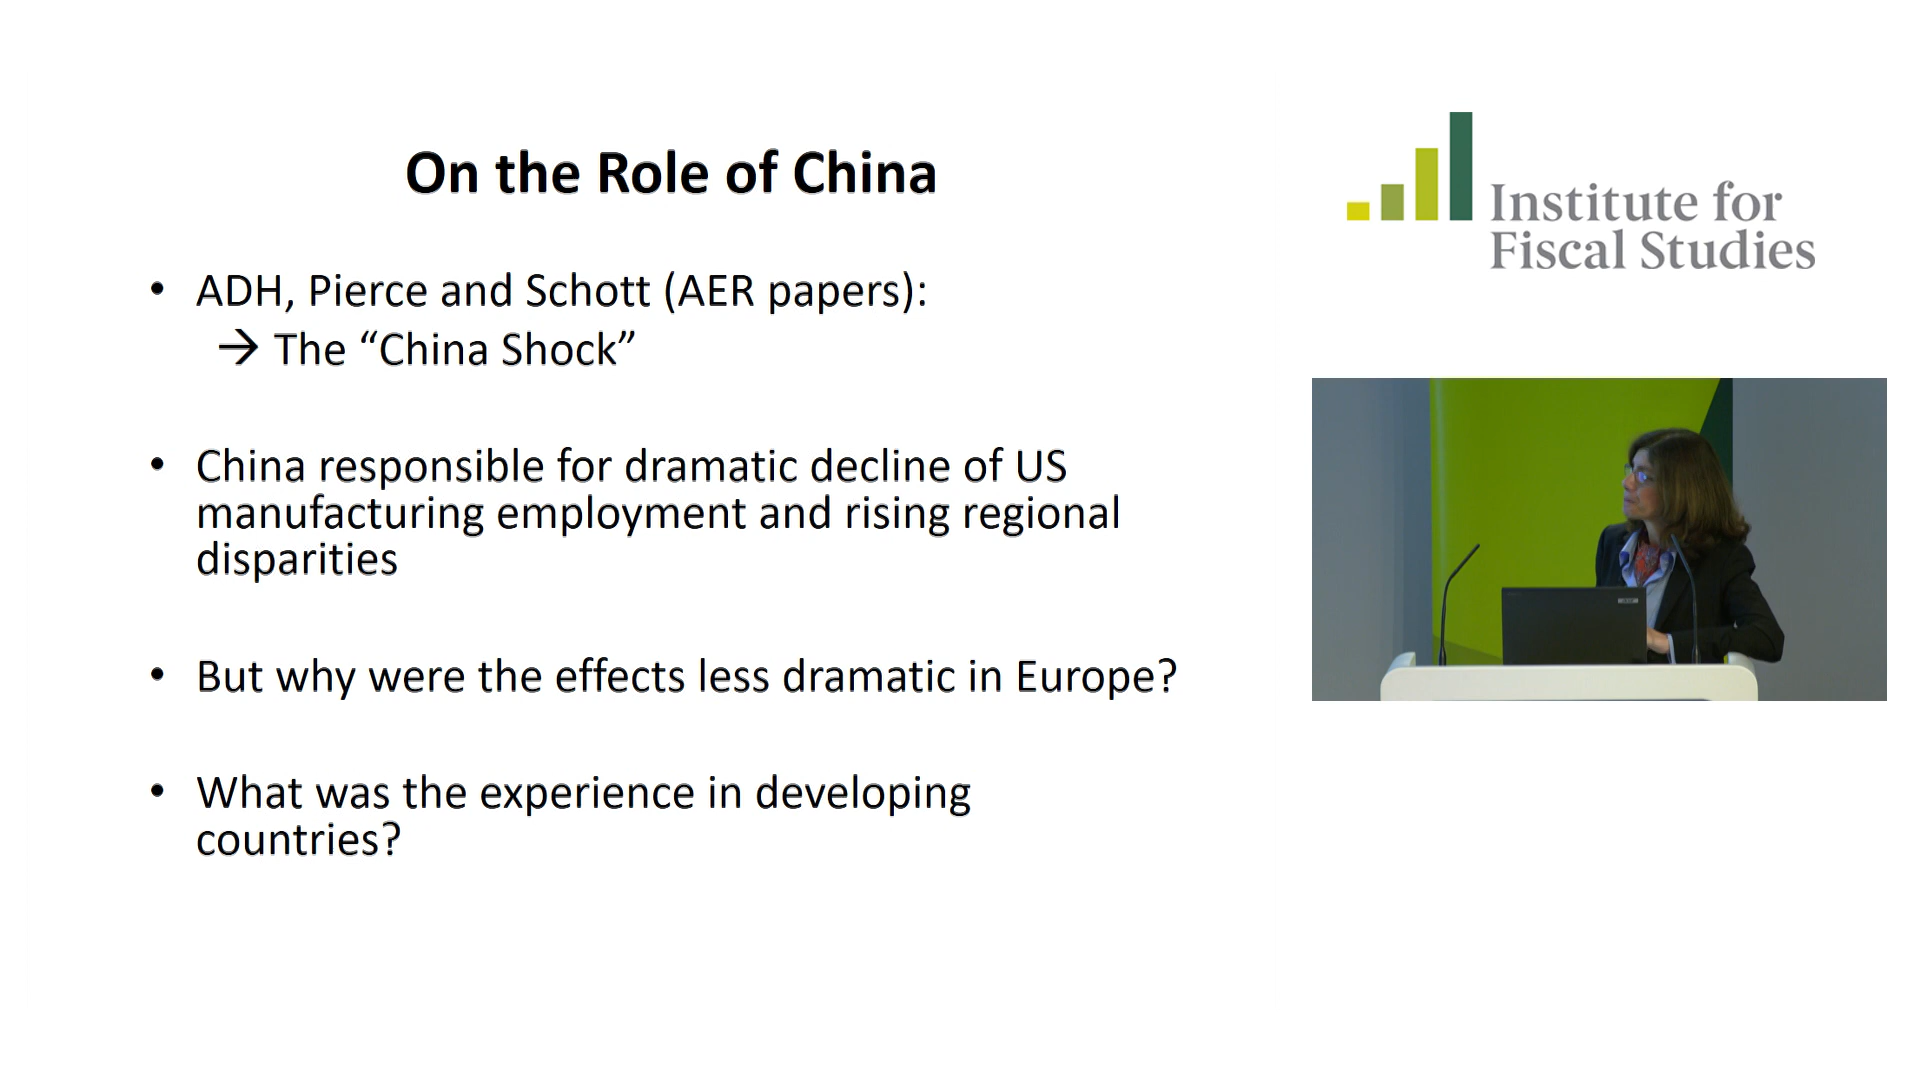 On the Role of China
• ADH, Pierce and Schott (AER papers):
→ The “China Shock”
• China responsible for dramatic decline of US
manufacturing employment and rising regional
disparities
• But why were the effects less dramatic in Europe?
• What was the experience in developing
countries?
Institute for
Fiscal Studies